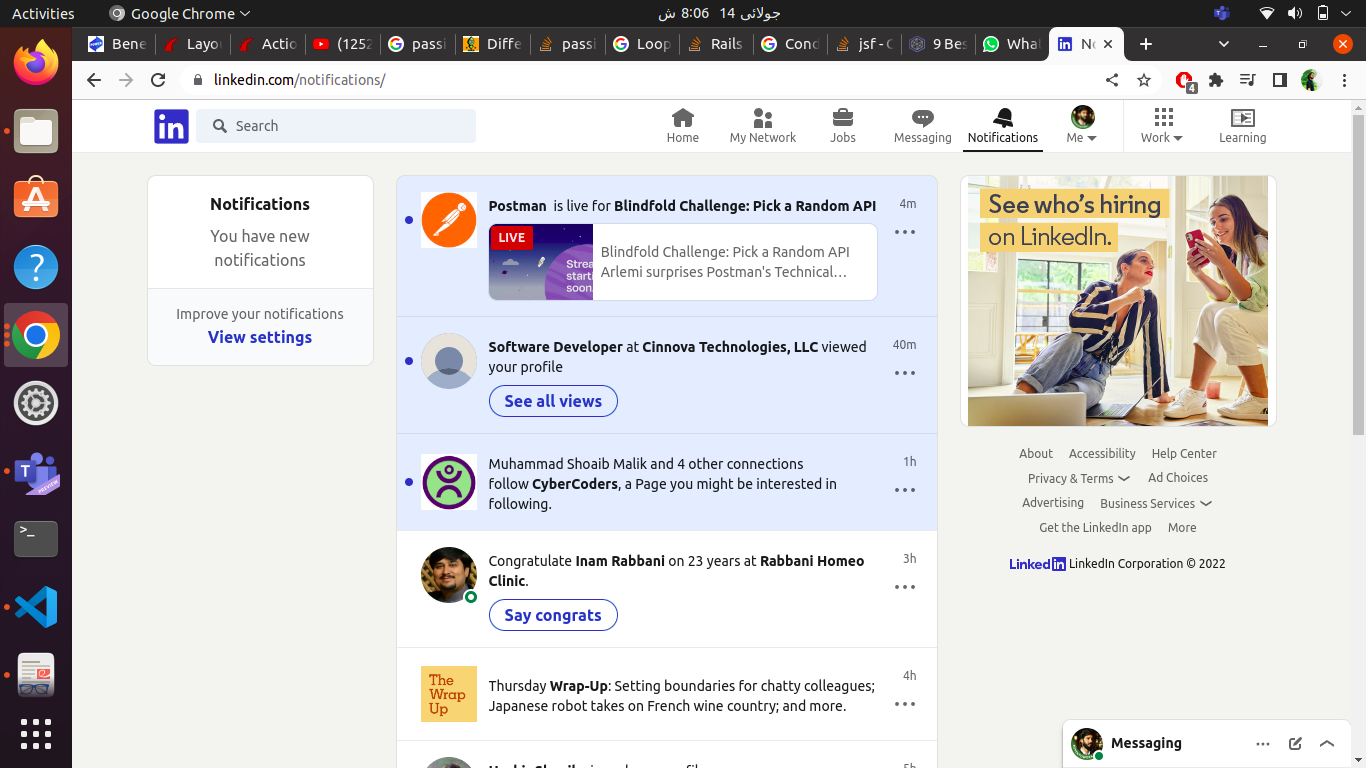 Activities
Google Chrome
جولائی 14  8:06 ش
Bene
Layou
Actio
(1252
passi
Diffe
passi
Loop
Rails
Cond
jsf - C
9 Bes
What
No
linkedin.com/notifications/
4
in
Search
Home
My Network
Jobs
Messaging
Notifications
Me
Work
Learning
Notifications
You have new
notifications
Improve your notifications
View settings
Postman is live for Blindfold Challenge: Pick a Random API
4m
LIVE
Strea
starti
soon.
Blindfold Challenge: Pick a Random API
Arlemi surprises Postman's Technical…
Software Developer at Cinnova Technologies, LLC viewed
your profile
40m
See all views
Muhammad Shoaib Malik and 4 other connections
follow CyberCoders, a Page you might be interested in
following.
1h
Congratulate Inam Rabbani on 23 years at Rabbani Homeo
Clinic.
3h
Say congrats
The
Wrap
Up
Thursday Wrap-Up: Setting boundaries for chatty colleagues;
Japanese robot takes on French wine country; and more.
4h
See who's hiring
on LinkedIn.
About
Accessibility
Help Center
Privacy & Terms
Ad Choices
Advertising
Business Services
Get the LinkedIn app
More
LinkedIn LinkedIn Corporation © 2022
Messaging